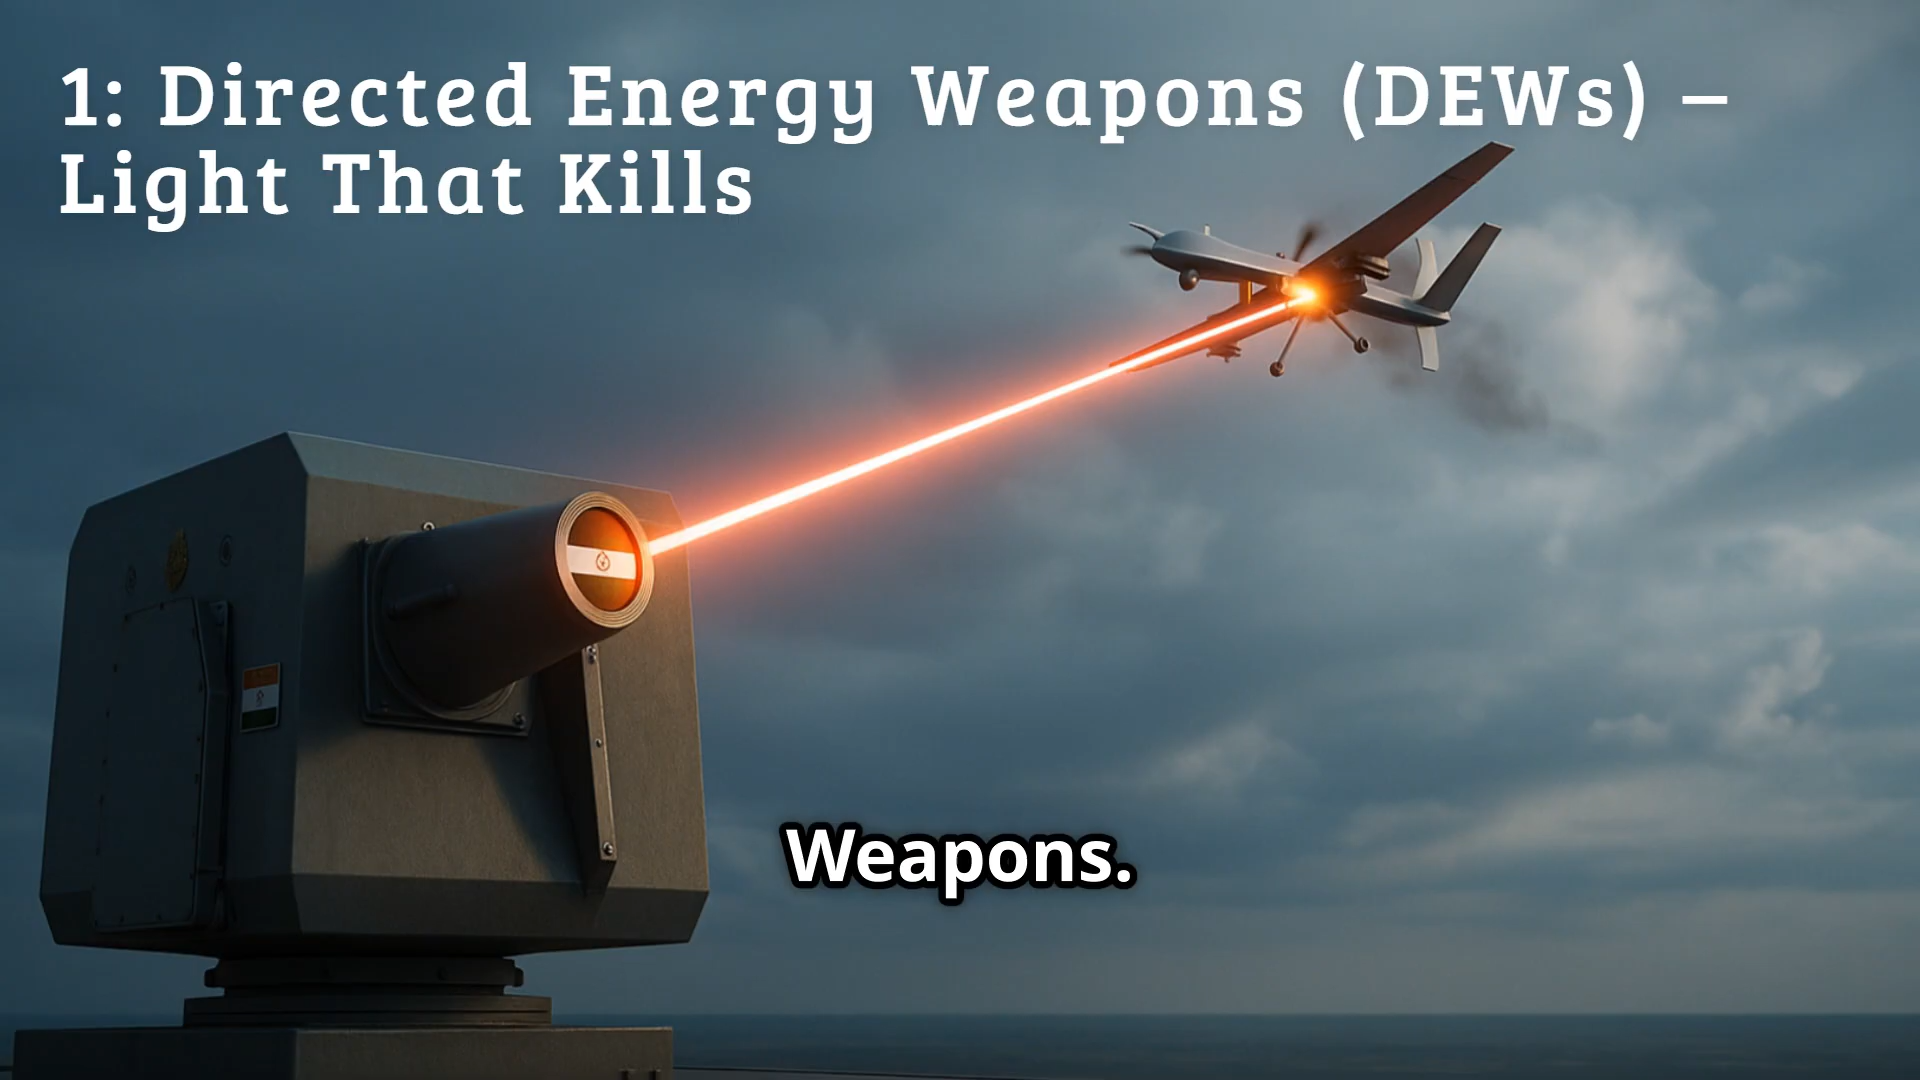 1: Directed Energy Weapons (DEWs) –
Light That Kills
Weapons.